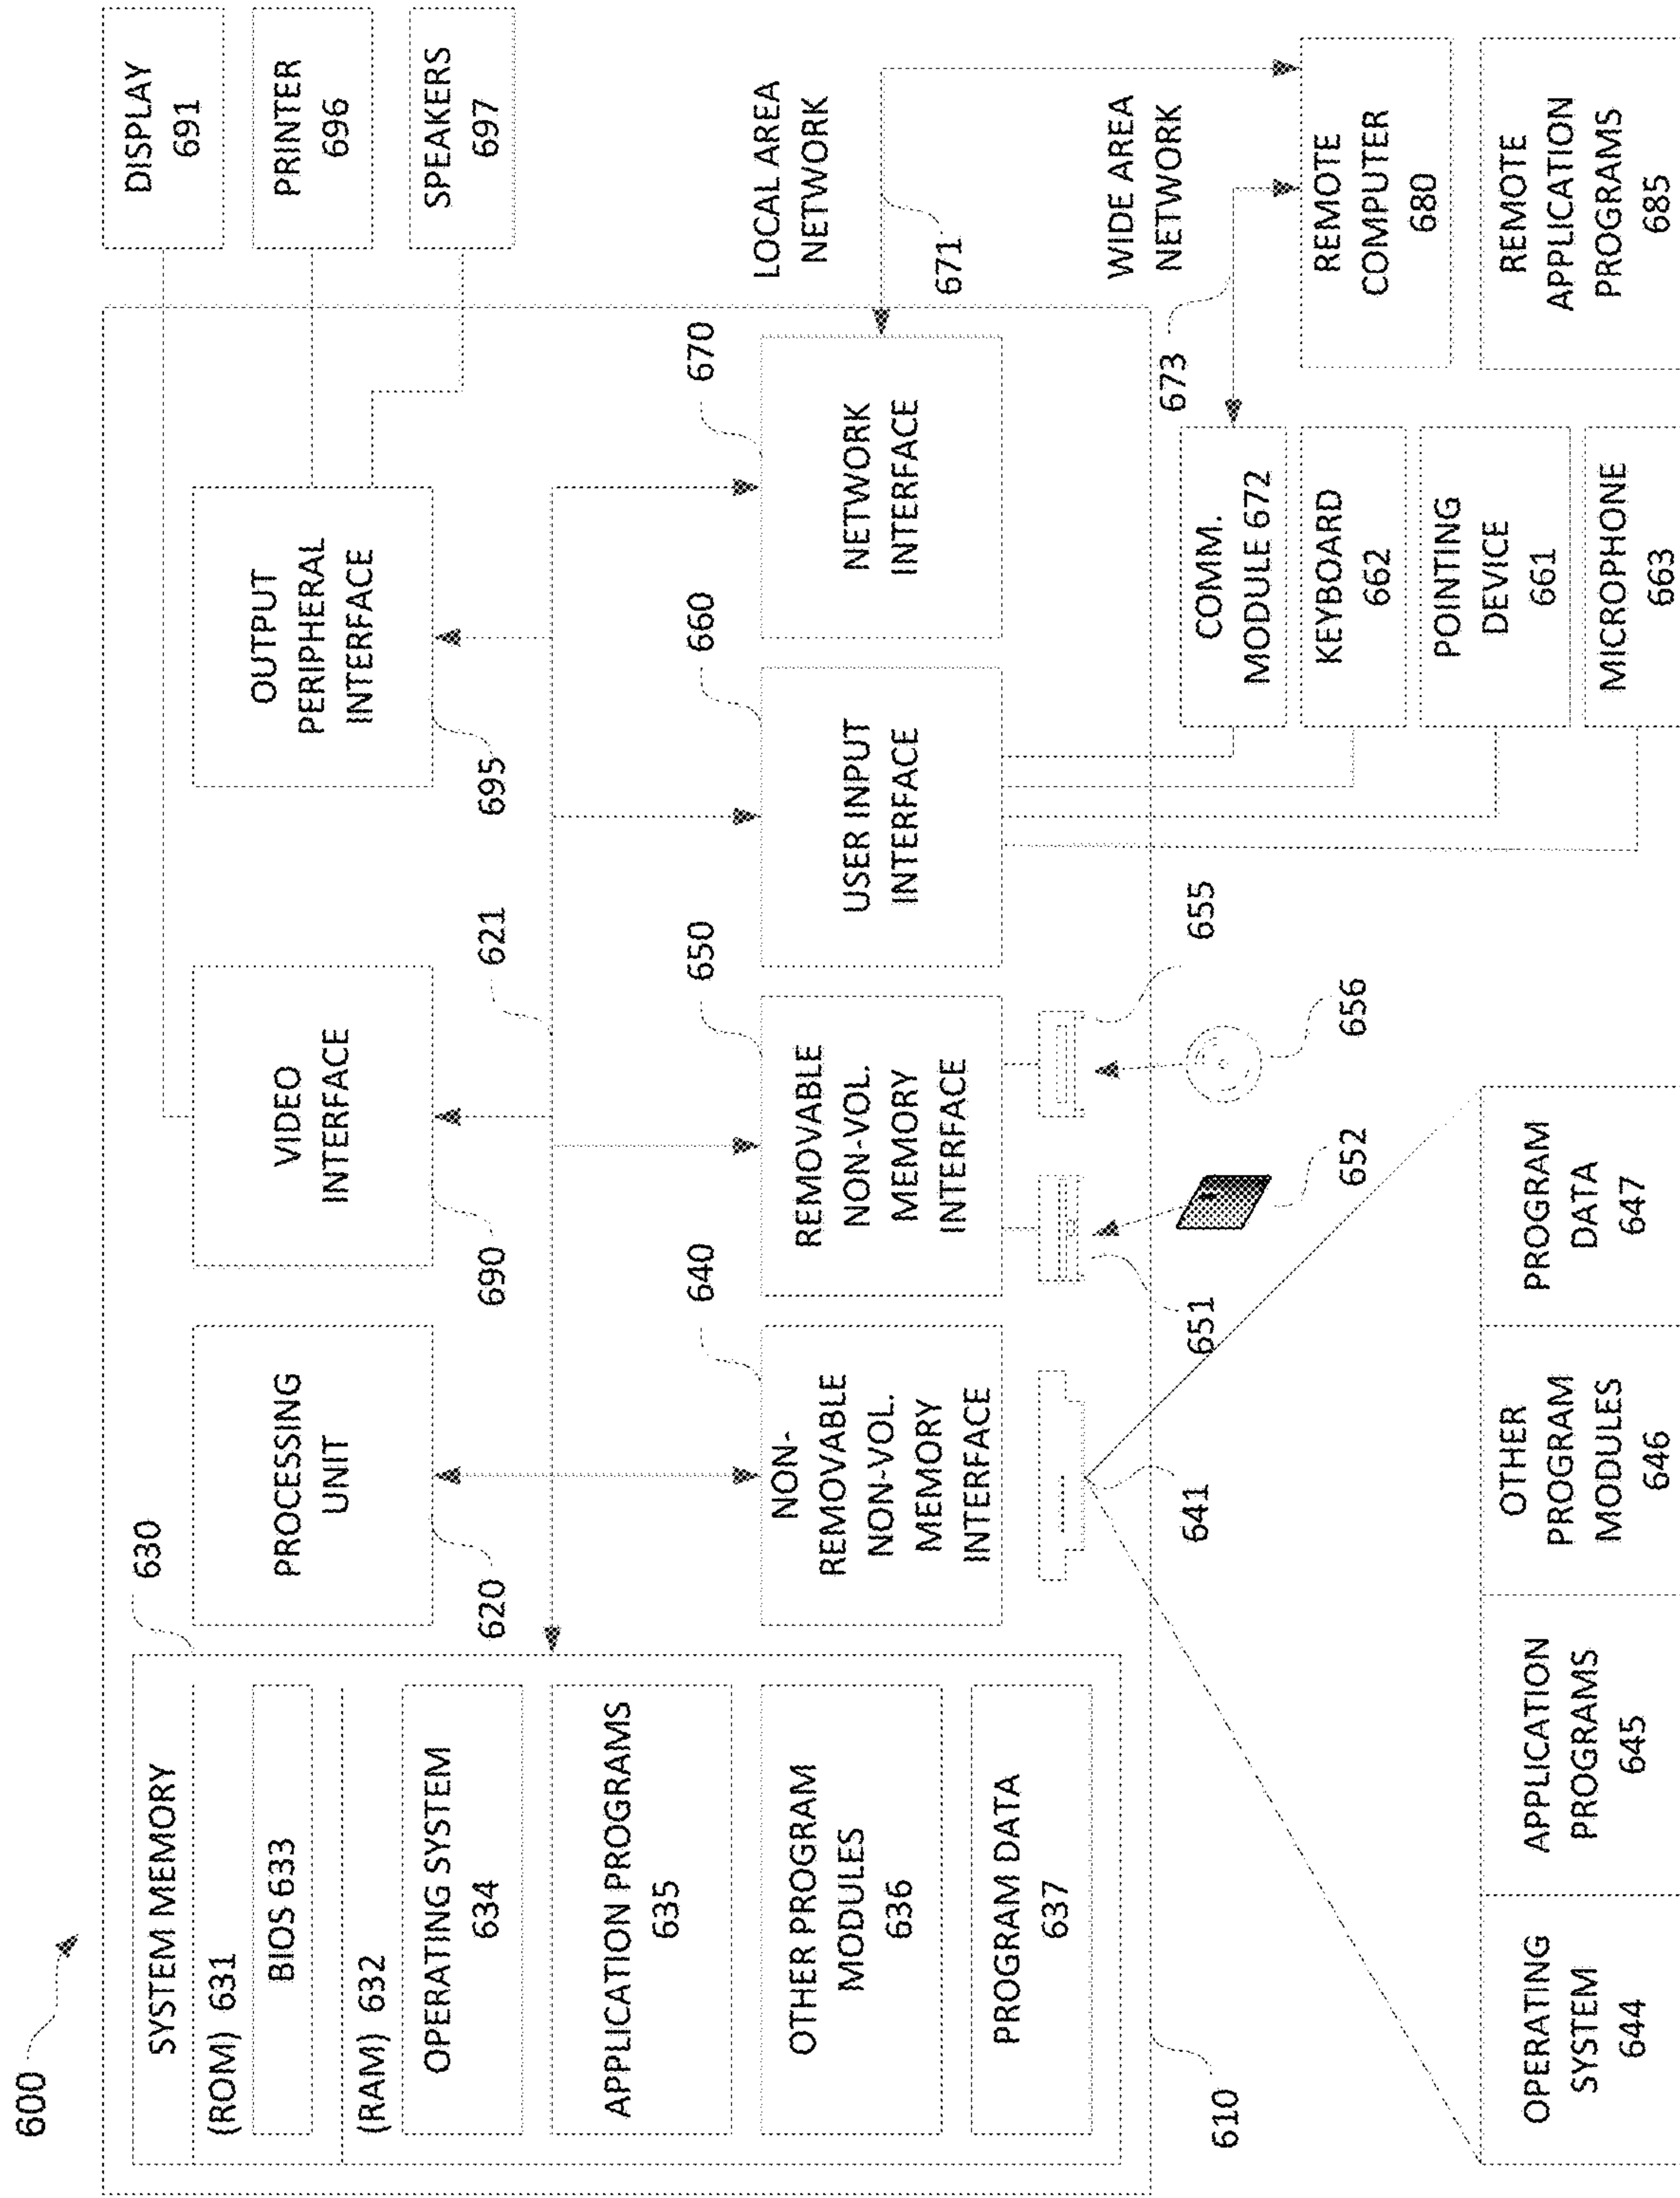 600
SYSTEM MEMORY
(ROM) 631
BIOS 633
(RAM) 632
OPERATING SYSTEM
634
APPLICATION PROGRAMS
635
OTHER PROGRAM
MODULES
636
PROGRAM DATA
637
610
630
PROCESSING
UNIT
620
VIDEO
INTERFACE
690
621
OUTPUT
PERIPHERAL
INTERFACE
695
DISPLAY
691
PRINTER
696
SPEAKERS
697
640
NON-
REMOVABLE
NON-VOL.
MEMORY
INTERFACE
650
REMOVABLE
NON-VOL.
MEMORY
INTERFACE
660
USER INPUT
INTERFACE
670
NETWORK
INTERFACE
LOCAL AREA
NETWORK
671
WIDE AREA
NETWORK
673
641
651
652
655
656
COMM.
MODULE 672
KEYBOARD
662
POINTING
DEVICE
661
MICROPHONE
663
REMOTE
COMPUTER
680
REMOTE
APPLICATION
PROGRAMS
685
OPERATING
SYSTEM
644
APPLICATION
PROGRAMS
645
OTHER
PROGRAM
MODULES
646
PROGRAM
DATA
647